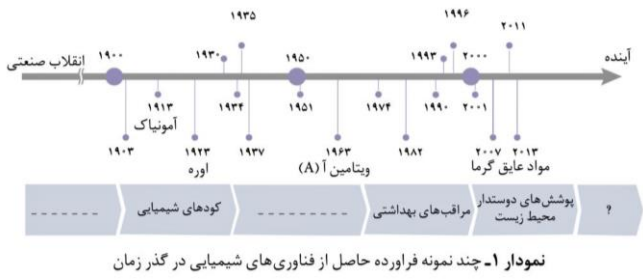 ۱۹۳۵ ۱۹۹۶ ۲۰۱۱
۱۹۰۰ ۱۹۳۰ ۱۹۵۰ ۱۹۹۳ ۲۰۰۰ آینده
انقلاب صنعتی
۱۹۱۳ ۱۹۳۴ ۱۹۵۱ ۱۹۷۴ ۱۹۹۰ ۲۰۰۱
آمونیاک
۱۹۰۳ ۱۹۲۳ ۱۹۳۷ ۱۹۶۳ ۱۹۸۲ ۲۰۰۷ ۲۰۱۳
اوره ویتامین آ (A) مواد عایق گرما
------- کودهای شیمیایی ------- مراقب‌های بهداشتی پوشش‌های دوستدار ؟
محیط زیست
نمودار ۱ـ چند نمونه فراورده حاصل از فناوری‌های شیمیایی در گذر زمان